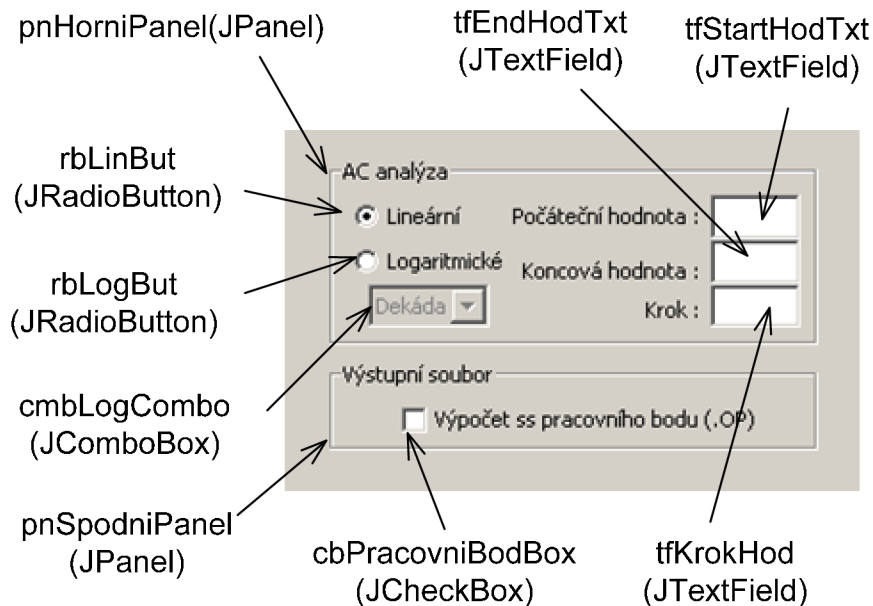 pnHorniPanel(JPanel)
tfEndHodTxt
(JTextField)
tfStartHodTxt
(JTextField)
rbLinBut
(JRadioButton)
rbLogBut
(JRadioButton)
cmbLogCombo
(JComboBox)
pnSpodniPanel
(JPanel)
AC analýza
Lineární
Počáteční hodnota :
Logaritmické
Koncová hodnota :
Dekáda
Krok :
Výstupní soubor
Výpočet ss pracovního bodu (.OP)
cbPracovniBodBox
(JCheckBox)
tfKrokHod
(JTextField)